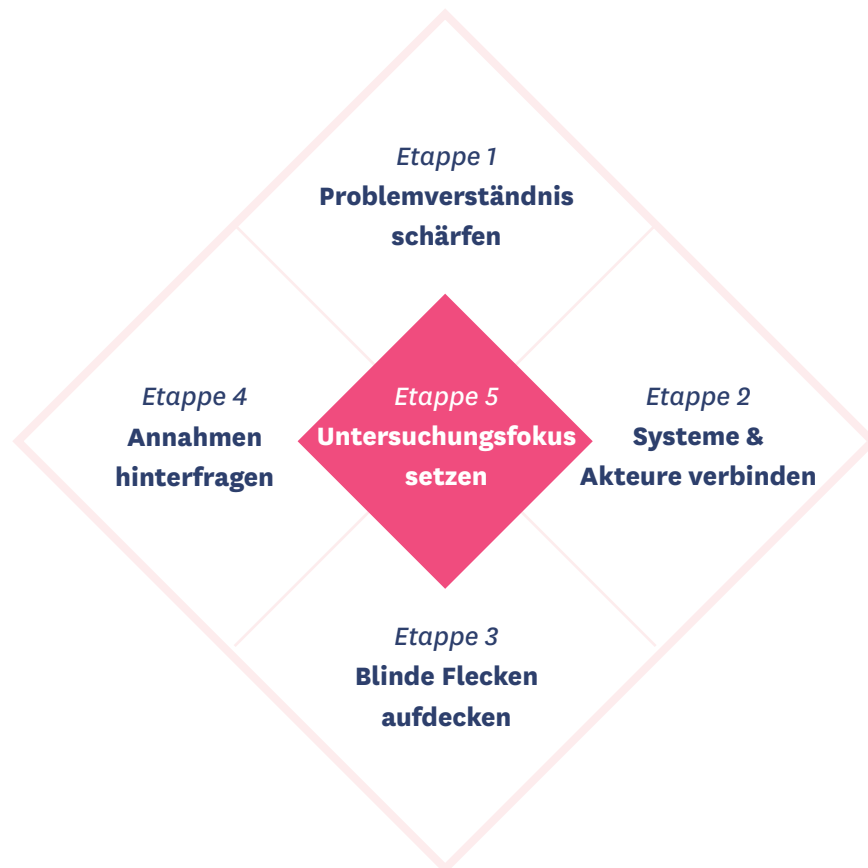 Etappe 1
Problemverständnis
schärfen
Etappe 4
Annahmen
hinterfragen
Etappe 5
Untersuchungsfokus
setzen
Etappe 2
Systeme &
Akteure verbinden
Etappe 3
Blinde Flecken
aufdecken